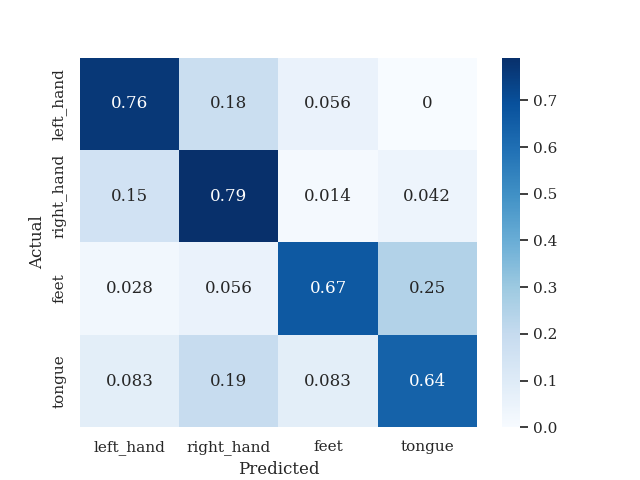 left_hand 0.76 0.18 0.056 0
right_hand 0.15 0.79 0.014 0.042
feet 0.028 0.056 0.67 0.25
tongue 0.083 0.19 0.083 0.64
left_hand right_hand feet tongue
Predicted
Actual
0.7
0.6
0.5
0.4
0.3
0.2
0.1
0.0